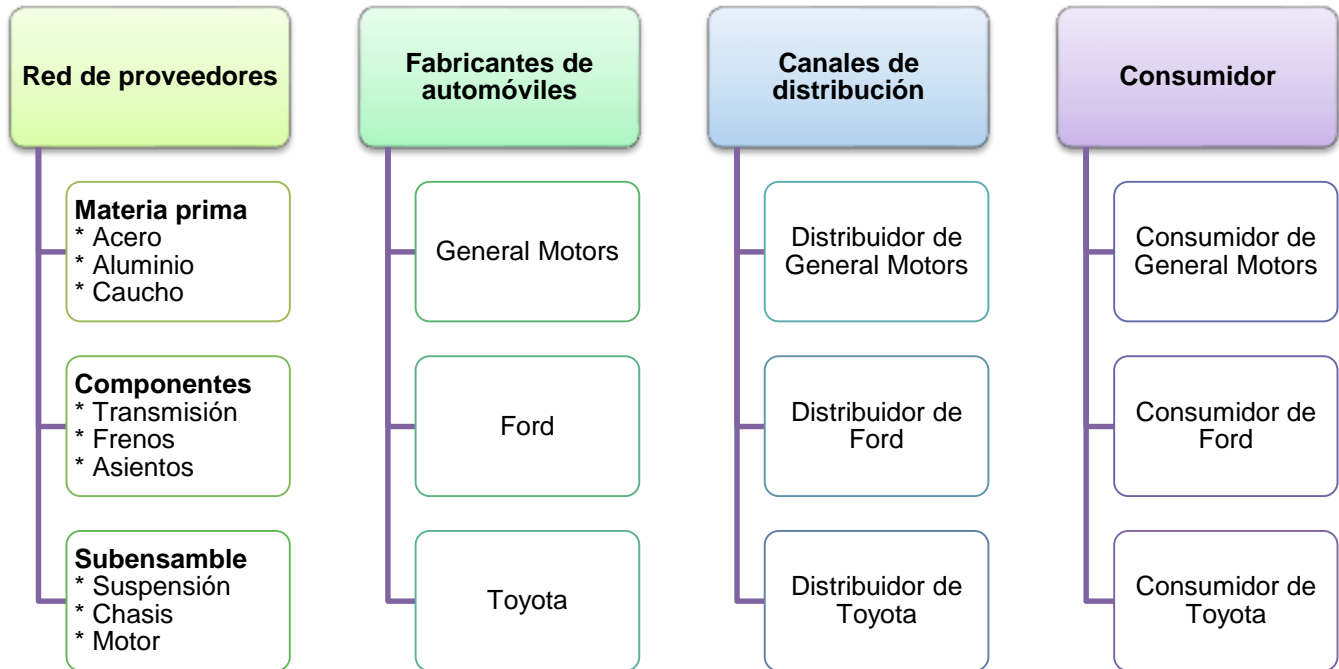 Red de proveedores
Materia prima
* Acero
* Aluminio
* Caucho
Componentes
* Transmisión
* Frenos
* Asientos
Subensamble
* Suspensión
* Chasis
* Motor
Fabricantes de
automóviles
General Motors
Ford
Toyota
Canales de
distribución
Distribuidor de
General Motors
Distribuidor de
Ford
Distribuidor de
Toyota
Consumidor
Consumidor de
General Motors
Consumidor de
Ford
Consumidor de
Toyota